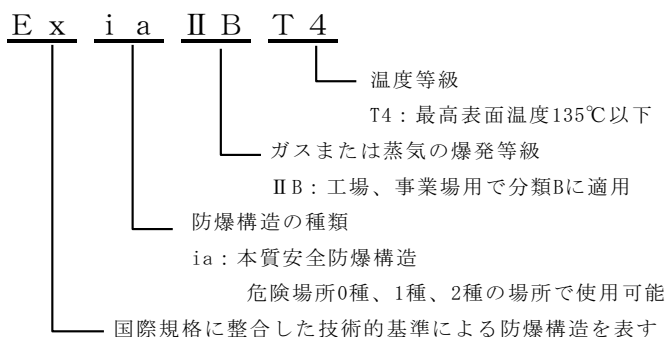 Ex ia ⅡB T4
温度等級
T4：最高表面温度135℃以下
ガスまたは蒸気の爆発等級
ⅡB：工場、事業場用で分類Bに適用
防爆構造の種類
ia：本質安全防爆構造
危険場所0種、1種、2種の場所で使用可能
国際規格に整合した技術的基準による防爆構造を表す